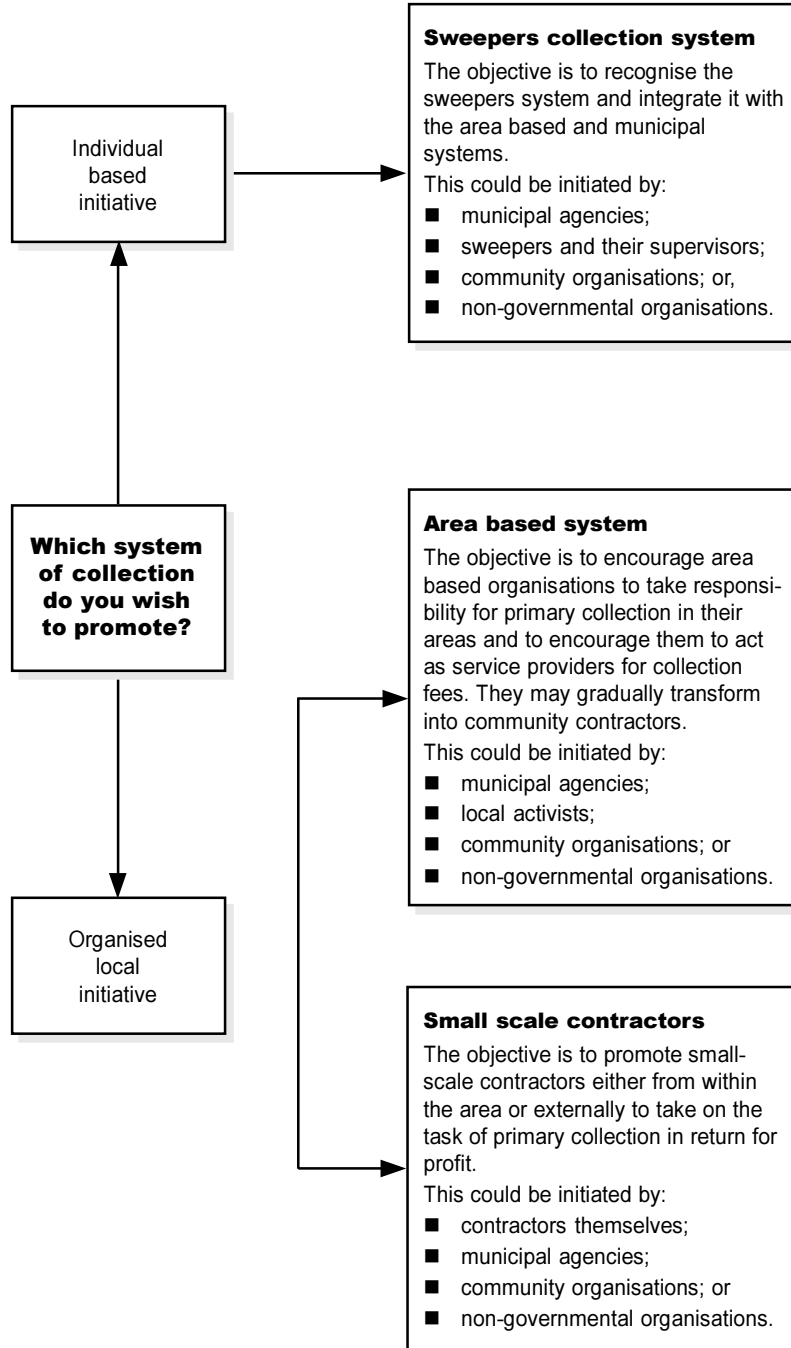 Sweepers collection system
The objective is to recognise the
sweepers system and integrate it with
the area based and municipal
systems.
This could be initiated by:
■ municipal agencies;
■ sweepers and their supervisors;
■ community organisations; or,
■ non-governmental organisations.
Individual
based
initiative
Which system
of collection
do you wish
to promote?
Area based system
The objective is to encourage area
based organisations to take responsi-
bility for primary collection in their
areas and to encourage them to act
as service providers for collection
fees. They may gradually transform
into community contractors.
This could be initiated by:
■ municipal agencies;
■ local activists;
■ community organisations; or
■ non-governmental organisations.
Organised
local
initiative
Small scale contractors
The objective is to promote small-
scale contractors either from within
the area or externally to take on the
task of primary collection in return for
profit.
This could be initiated by:
■ contractors themselves;
■ municipal agencies;
■ community organisations; or
■ non-governmental organisations.